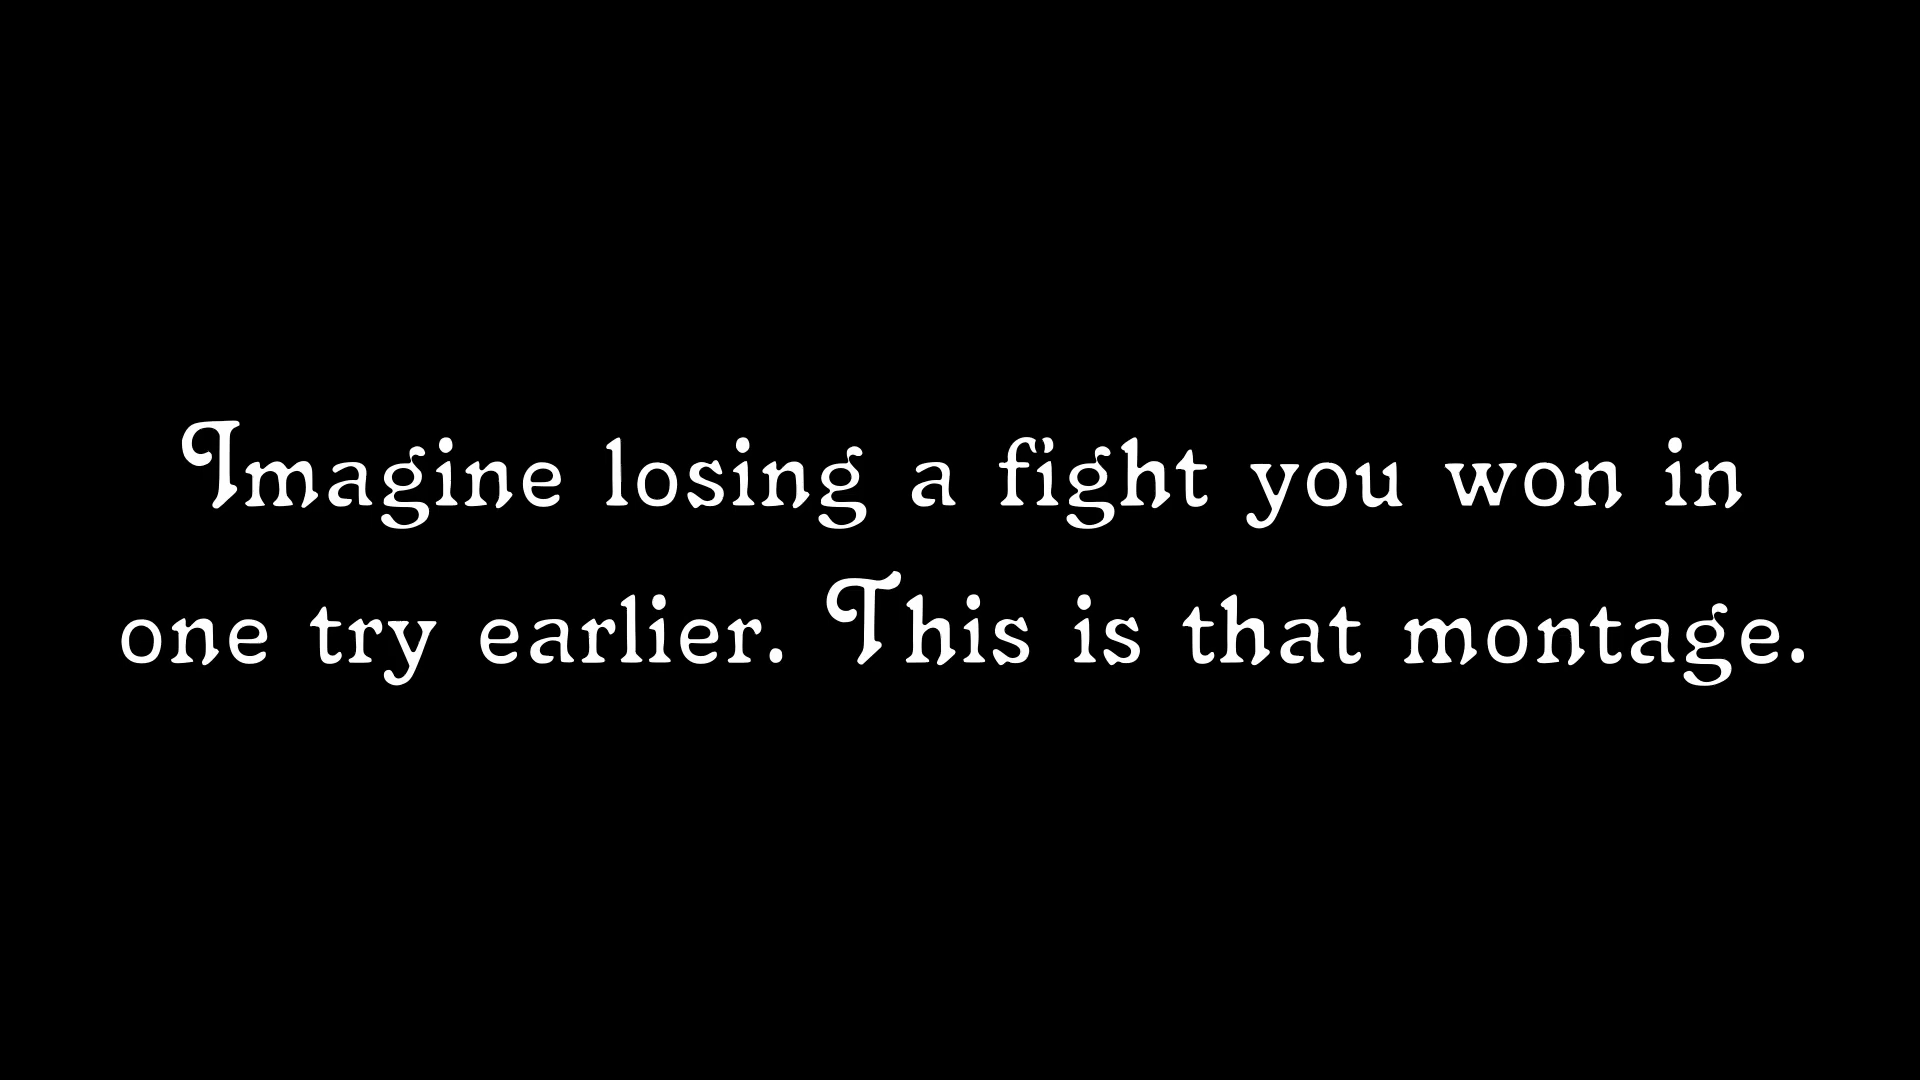 Imagine losing a fight you won in
one try earlier. This is that montage.